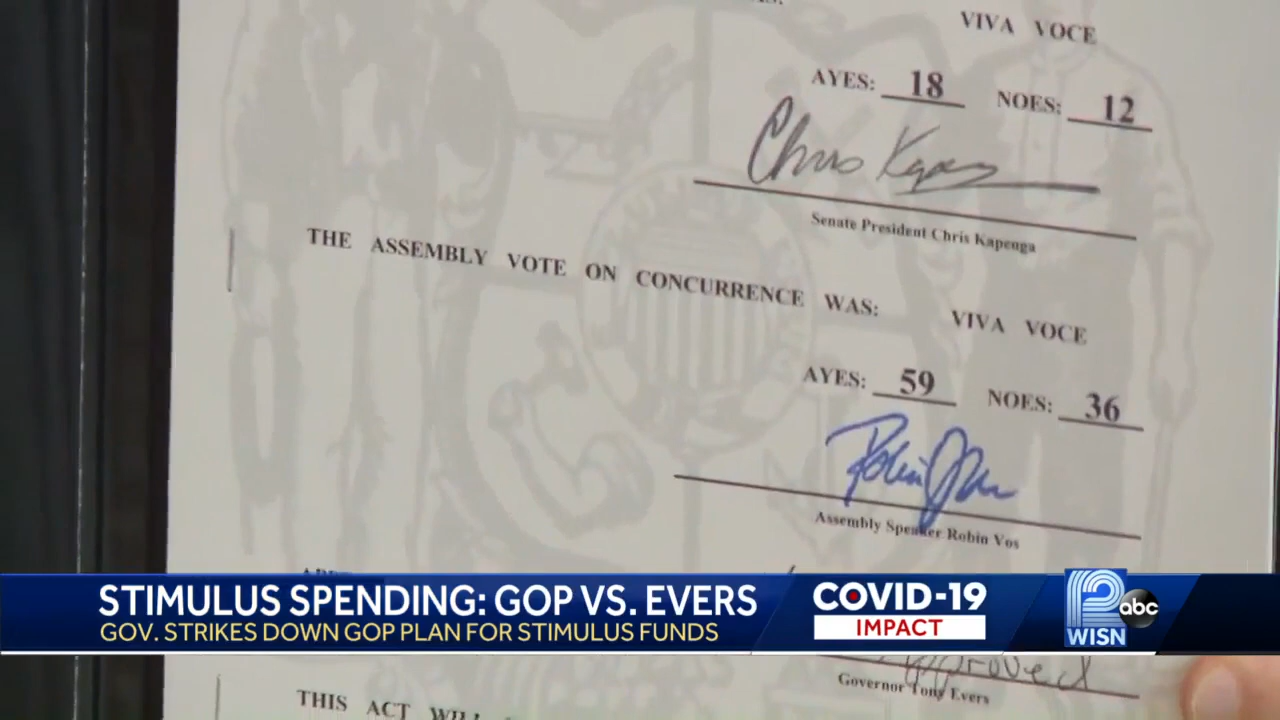 VIVA VOCE
AYES: 18 NOES: 12
Chris Kapenga
Senate President Chris Kapenga
THE ASSEMBLY VOTE ON CONCURRENCE WAS: VIVA VOCE
AYES: 59 NOES: 36
Robin Vos
Assembly Speaker Robin Vos
STIMULUS SPENDING: GOP VS. EVERS
GOV. STRIKES DOWN GOP PLAN FOR STIMULUS FUNDS
COVID-19
IMPACT
12
abc
WISN
Governor Tony Evers
THIS ACT